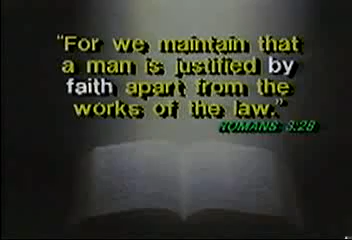 "For we maintain that
a man is justified by
faith apart from the
works of the law."
ROMANS 3:28